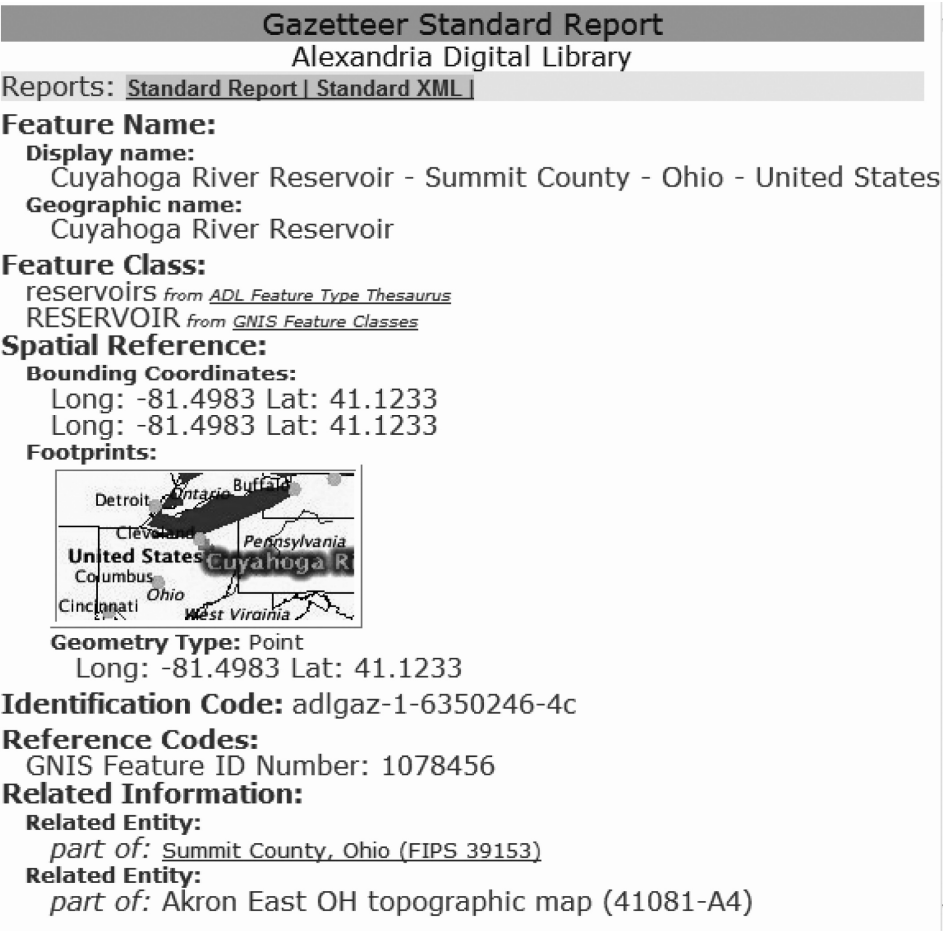 Gazetteer Standard Report
Alexandria Digital Library
Reports: Standard Report | Standard XML |
Feature Name:
Display name:
Cuyahoga River Reservoir - Summit County - Ohio - United States
Geographic name:
Cuyahoga River Reservoir
Feature Class:
reservoirs from ADL Feature Type Thesaurus
RESERVOIR from GNIS Feature Classes
Spatial Reference:
Bounding Coordinates:
Long: -81.4983 Lat: 41.1233
Long: -81.4983 Lat: 41.1233
Footprints:
Detroit Ontario Buffalo
Cleveland
Pennsylvania
United States Cuyahoga Ri
Columbus
Ohio
Cincinnati West Virginia
Geometry Type: Point
Long: -81.4983 Lat: 41.1233
Identification Code: adlgaz-1-6350246-4c
Reference Codes:
GNIS Feature ID Number: 1078456
Related Information:
Related Entity:
part of: Summit County, Ohio (FIPS 39153)
Related Entity:
part of: Akron East OH topographic map (41081-A4)